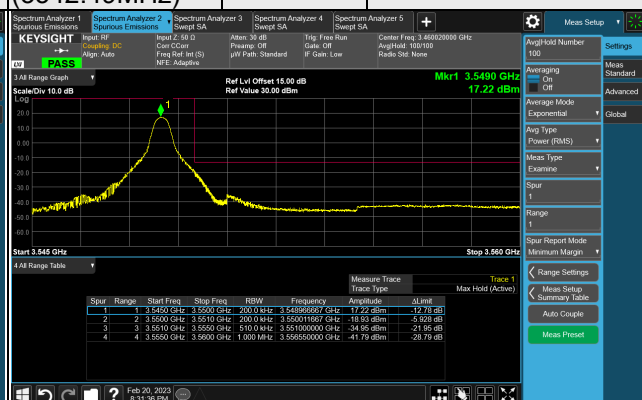 (3542.49MHz)
Spectrum Analyzer 1
Spurious Emissions
Spectrum Analyzer 2
Spurious Emissions
Spectrum Analyzer 3
Swept SA
Spectrum Analyzer 4
Swept SA
Spectrum Analyzer 5
Swept SA
+
Meas Setup
KEYSIGHT
LW
PASS
Input: RF
Coupling: DC
Align: Auto
Input Z: 50 Ω
Corr CCorr
Freq Ref: Int (S)
NFE: Adaptive
Atten: 30 dB
Preamp: Off
µW Path: Standard
Trig: Free Run
Gate: Off
IF Gain: Low
Center Freq: 3.460020000 GHz
Avg|Hold: 100/100
Radio Std: None
3 All Range Graph
Scale/Div 10.0 dB
Ref Lvl Offset 15.00 dB
Ref Value 30.00 dBm
Mkr1 3.5490 GHz
17.22 dBm
Log
1
20.0
10.0
0.00
-10.0
-20.0
-30.0
-40.0
-50.0
-60.0
Start 3.545 GHz
Stop 3.560 GHz
4 All Range Table
Measure Trace Trace 1
Trace Type Max Hold (Active)
Spur Range Start Freq Stop Freq RBW Frequency Amplitude ΔLimit
1 1 3.5450 GHz 3.5500 GHz 200.0 kHz 3.548966667 GHz 17.22 dBm -12.78 dB
2 2 3.5500 GHz 3.5510 GHz 200.0 kHz 3.550011667 GHz -18.93 dBm -5.928 dB
3 3 3.5510 GHz 3.5550 GHz 510.0 kHz 3.551000000 GHz -34.95 dBm -21.95 dB
4 4 3.5550 GHz 3.5600 GHz 1.000 MHz 3.556550000 GHz -41.79 dBm -28.79 dB
Avg|Hold Number
100
Averaging
On
Off
Average Mode
Exponential
Avg Type
Power (RMS)
Meas Type
Examine
Spur
1
Range
1
Spur Report Mode
Minimum Margin
Range Settings
Meas Setup
Summary Table
Auto Couple
Meas Preset
Settings
Meas
Standard
Advanced
Global
?
Feb 20, 2023
8:31:36 PM